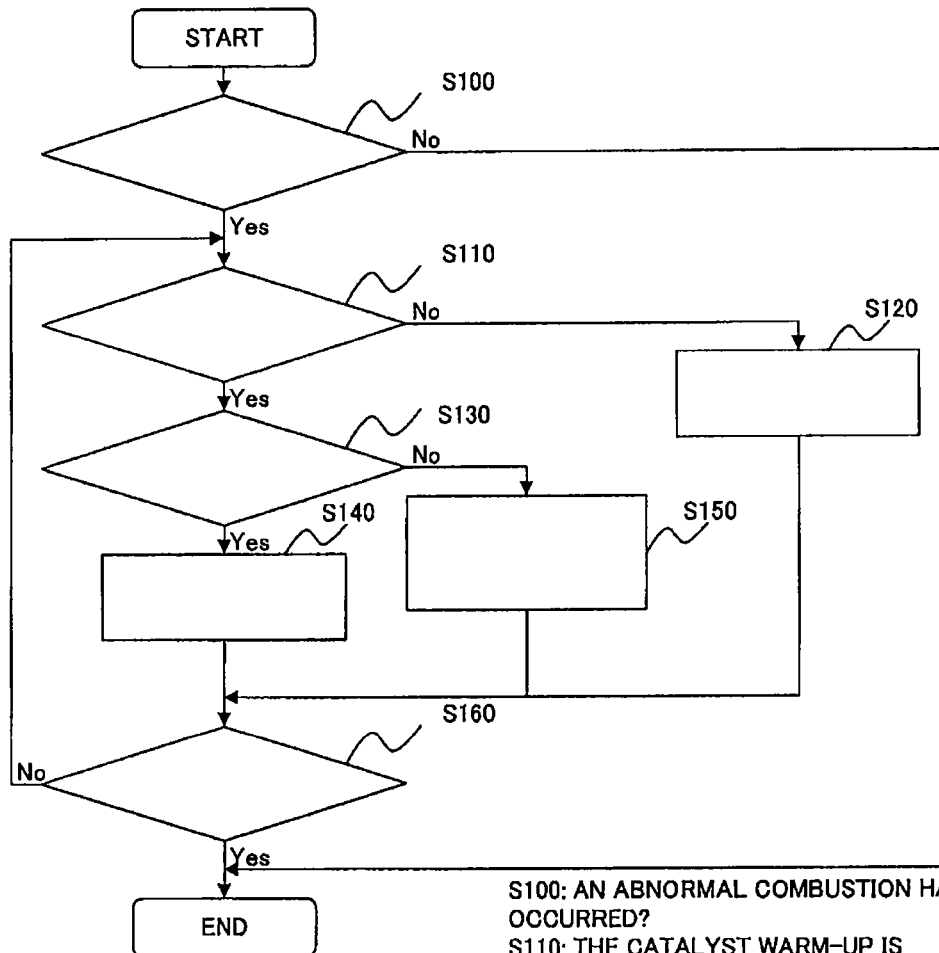 START
S100
No
Yes
S110
No
S120
Yes
S130
No
S140
S150
Yes
S160
No
Yes
END
S100: AN ABNORMAL COMBUSTION
OCCURRED?
S110: THE CATALYST WARM-UP IS